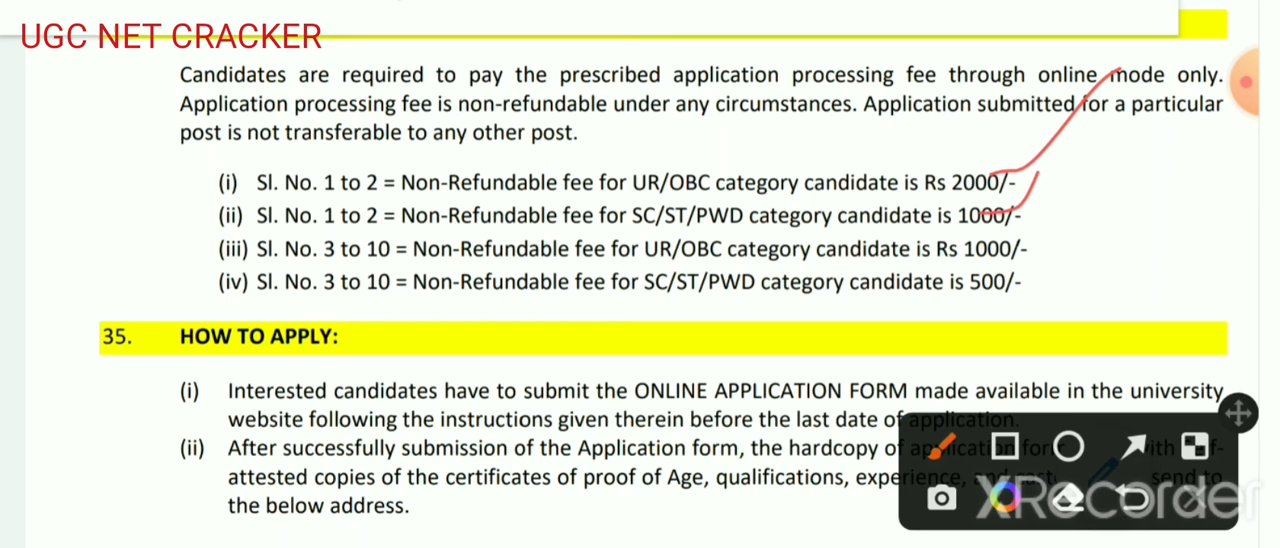 UGC NET CRACKER
Candidates are required to pay the prescribed application processing fee through online mode only.
Application processing fee is non-refundable under any circumstances. Application submitted for a particular
post is not transferable to any other post.
(i) Sl. No. 1 to 2 = Non-Refundable fee for UR/OBC category candidate is Rs 2000/-
(ii) Sl. No. 1 to 2 = Non-Refundable fee for SC/ST/PWD category candidate is 1000/-
(iii) Sl. No. 3 to 10 = Non-Refundable fee for UR/OBC category candidate is Rs 1000/-
(iv) Sl. No. 3 to 10 = Non-Refundable fee for SC/ST/PWD category candidate is 500/-
35. HOW TO APPLY:
(i) Interested candidates have to submit the ONLINE APPLICATION FORM made available in the university
website following the instructions given therein before the last date of application.
(ii) After successfully submission of the Application form, the hardcopy of application
attested copies of the certificates of proof of Age, qualifications, experience, send to
the below address.
XRecorder